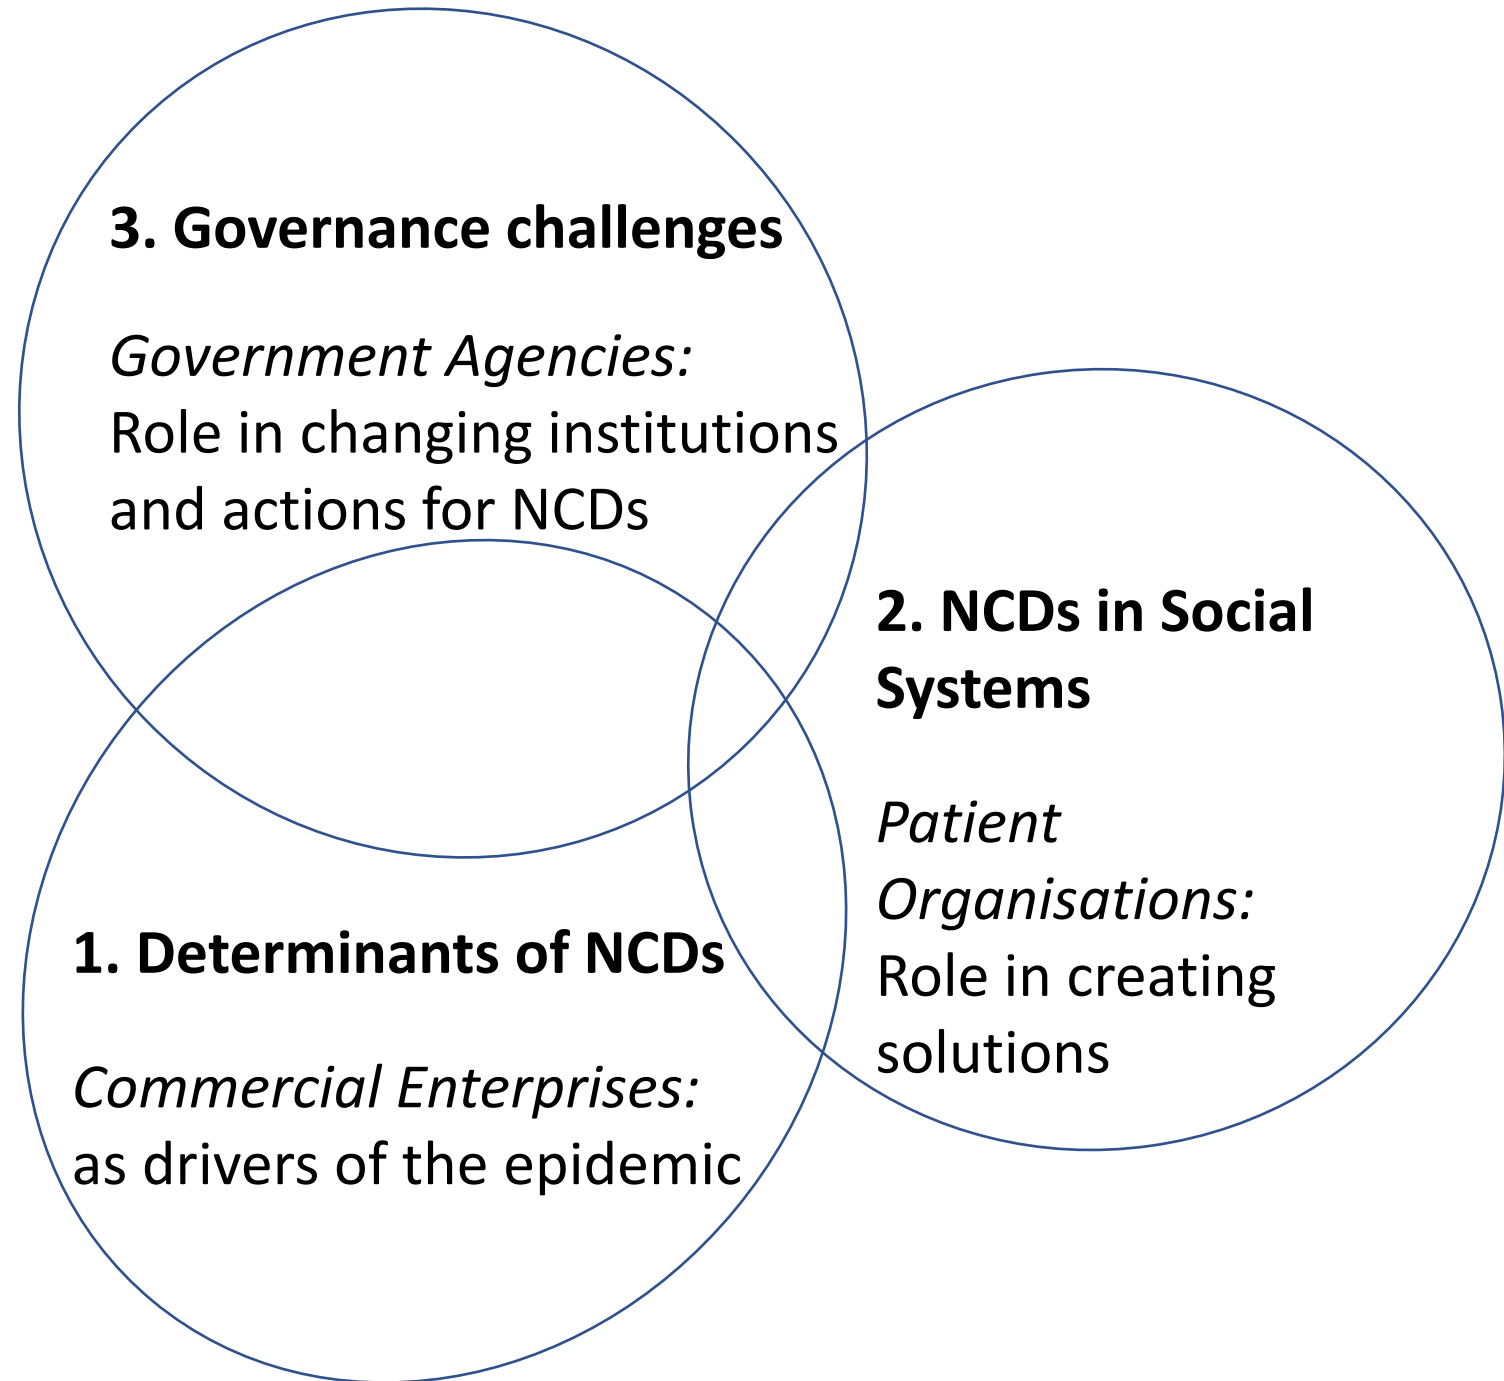 3. Governance challenges
Government Agencies:
Role in changing institutions
and actions for NCDs
2. NCDs in Social
Systems
Patient
Organisations:
Role in creating
solutions
1. Determinants of NCDs
Commercial Enterprises:
as drivers of the epidemic